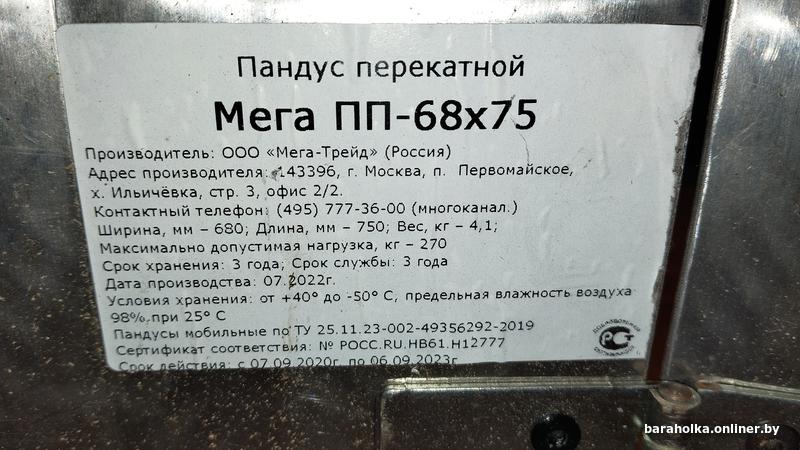 Пандус перекатной
Мега ПП-68х75
Производитель: ООО «Мега-Трейд» (Россия)
Адрес производителя: 143396, г. Москва, п. Первомайское,
х. Ильичёвка, стр. 3, офис 2/2.
Контактный телефон: (495) 777-36-00 (многоканал.)
Ширина, мм – 680; Длина, мм – 750; Вес, кг – 4,1;
Максимально допустимая нагрузка, кг – 270
Срок хранения: 3 года; Срок службы: 3 года
Дата производства: 07.2022г.
Условия хранения: от +40° до -50° С, предельная влажность воздуха
98% при 25° С
Пандусы мобильные по ТУ 25.11.23-002-49356292-2019
Сертификат соответствия: № РОСС.RU.НВ61.Н12777
Срок действия: с 07.09.2020г. по 06.09.2023г
baraholka.onliner.by